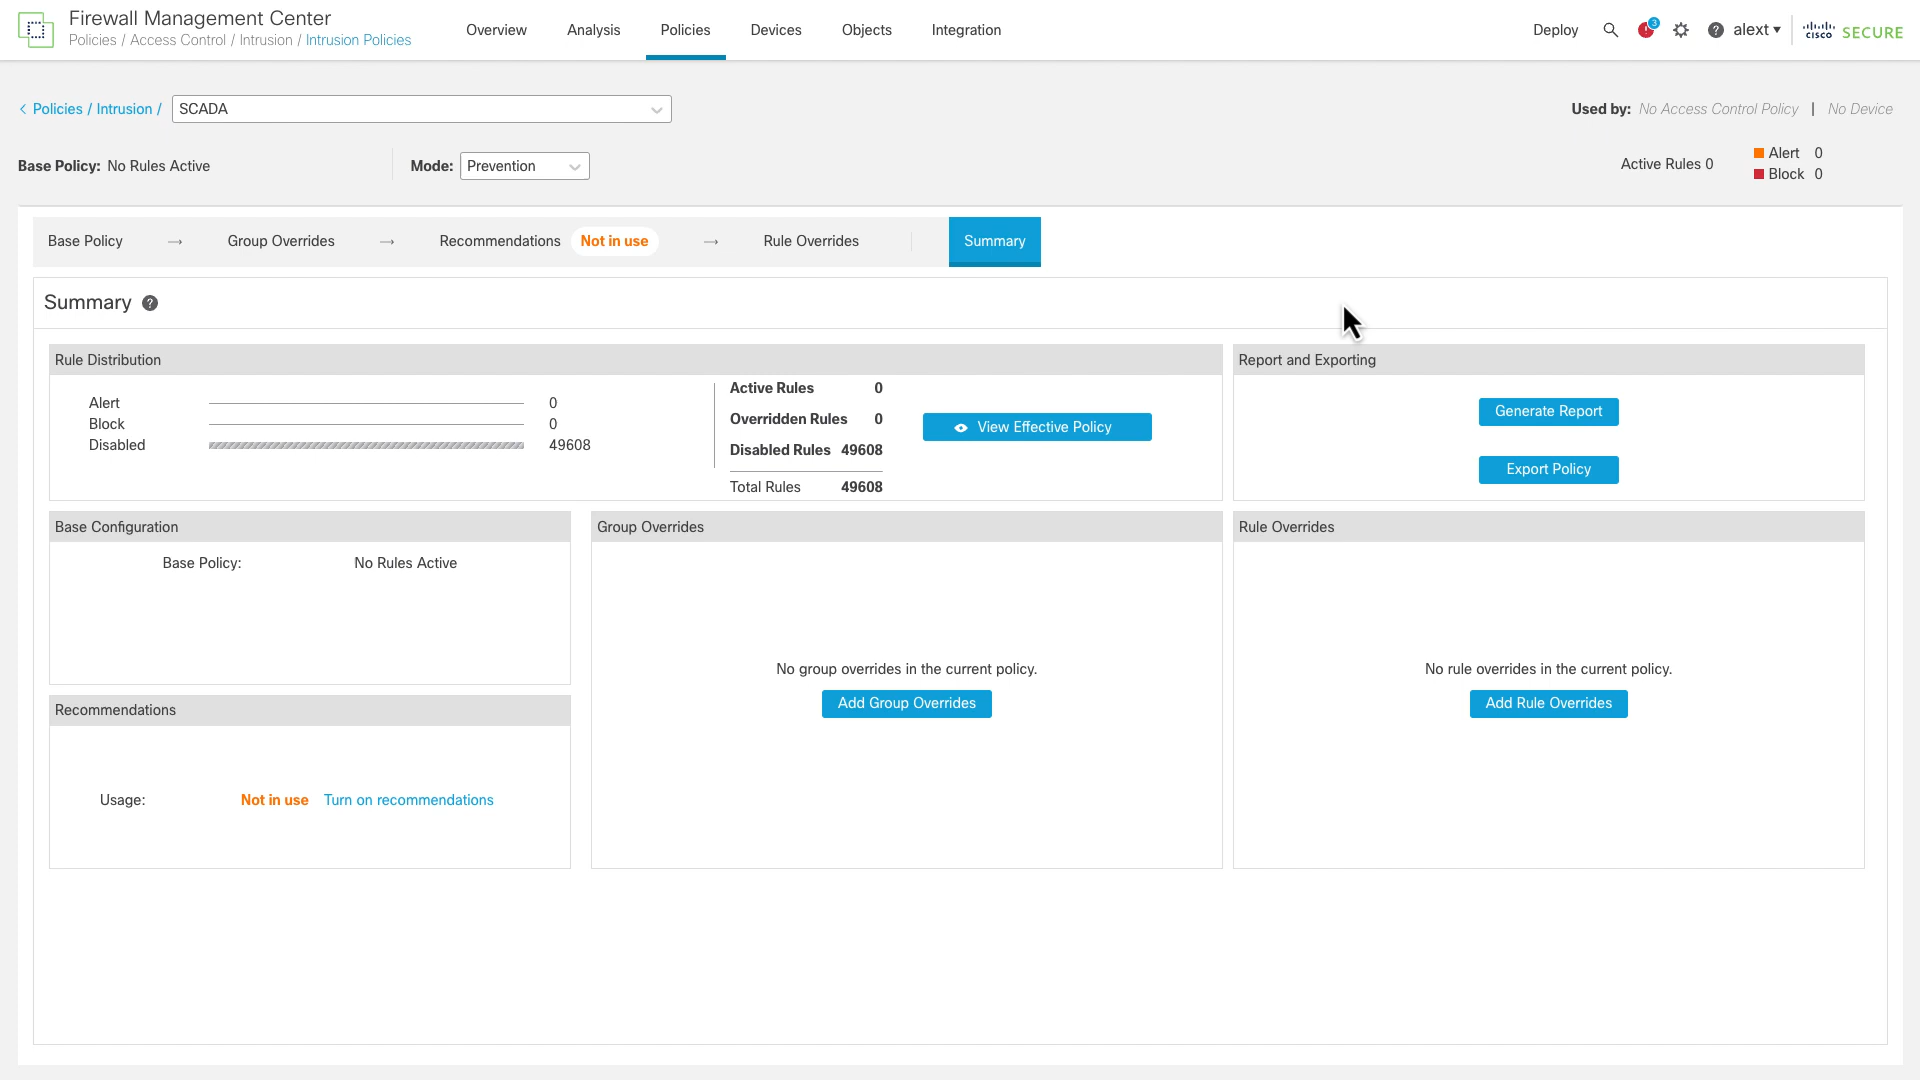 Firewall Management Center
Policies / Access Control / Intrusion / Intrusion Policies
Overview
Analysis
Policies
Devices
Objects
Integration
Deploy
3
alext
cisco SECURE
Policies / Intrusion /
SCADA
Used by: No Access Control Policy | No Device
Base Policy: No Rules Active
Mode: Prevention
Active Rules 0
Alert 0
Block 0
Base Policy → Group Overrides → Recommendations Not in use → Rule Overrides
Summary
Summary ?
Rule Distribution
Alert 0
Block 0
Disabled 49608
Active Rules 0
Overridden Rules 0
Disabled Rules 49608
Total Rules 49608
View Effective Policy
Report and Exporting
Generate Report
Export Policy
Base Configuration
Base Policy: No Rules Active
Group Overrides
No group overrides in the current policy.
Add Group Overrides
Rule Overrides
No rule overrides in the current policy.
Add Rule Overrides
Recommendations
Usage: Not in use Turn on recommendations